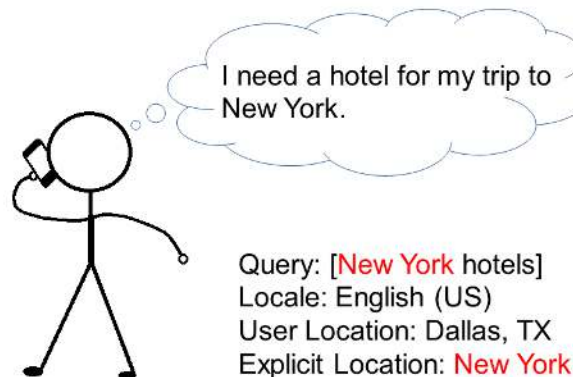 I need a hotel for my trip to
New York.
Query: [New York hotels]
Locale: English (US)
User Location: Dallas, TX
Explicit Location: New York